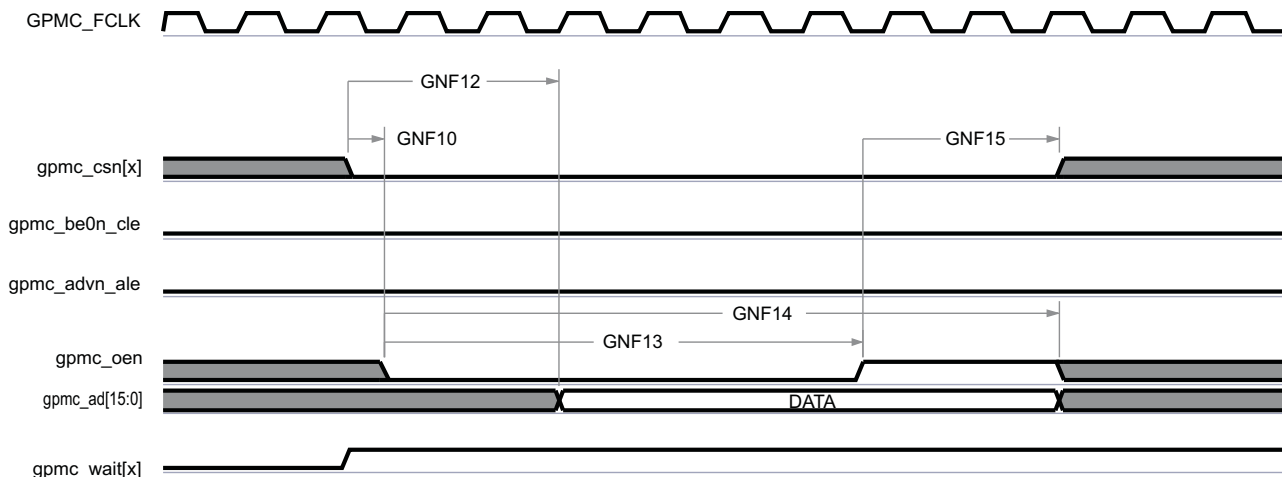 GPMC_FCLK
GNF12
GNF10
GNF15
gpmc_csn[x]
gpmc_be0n_cle
gpmc_advn_ale
GNF14
GNF13
gpmc_oen
gpmc_ad[15:0]
DATA
gpmc_wait[x]